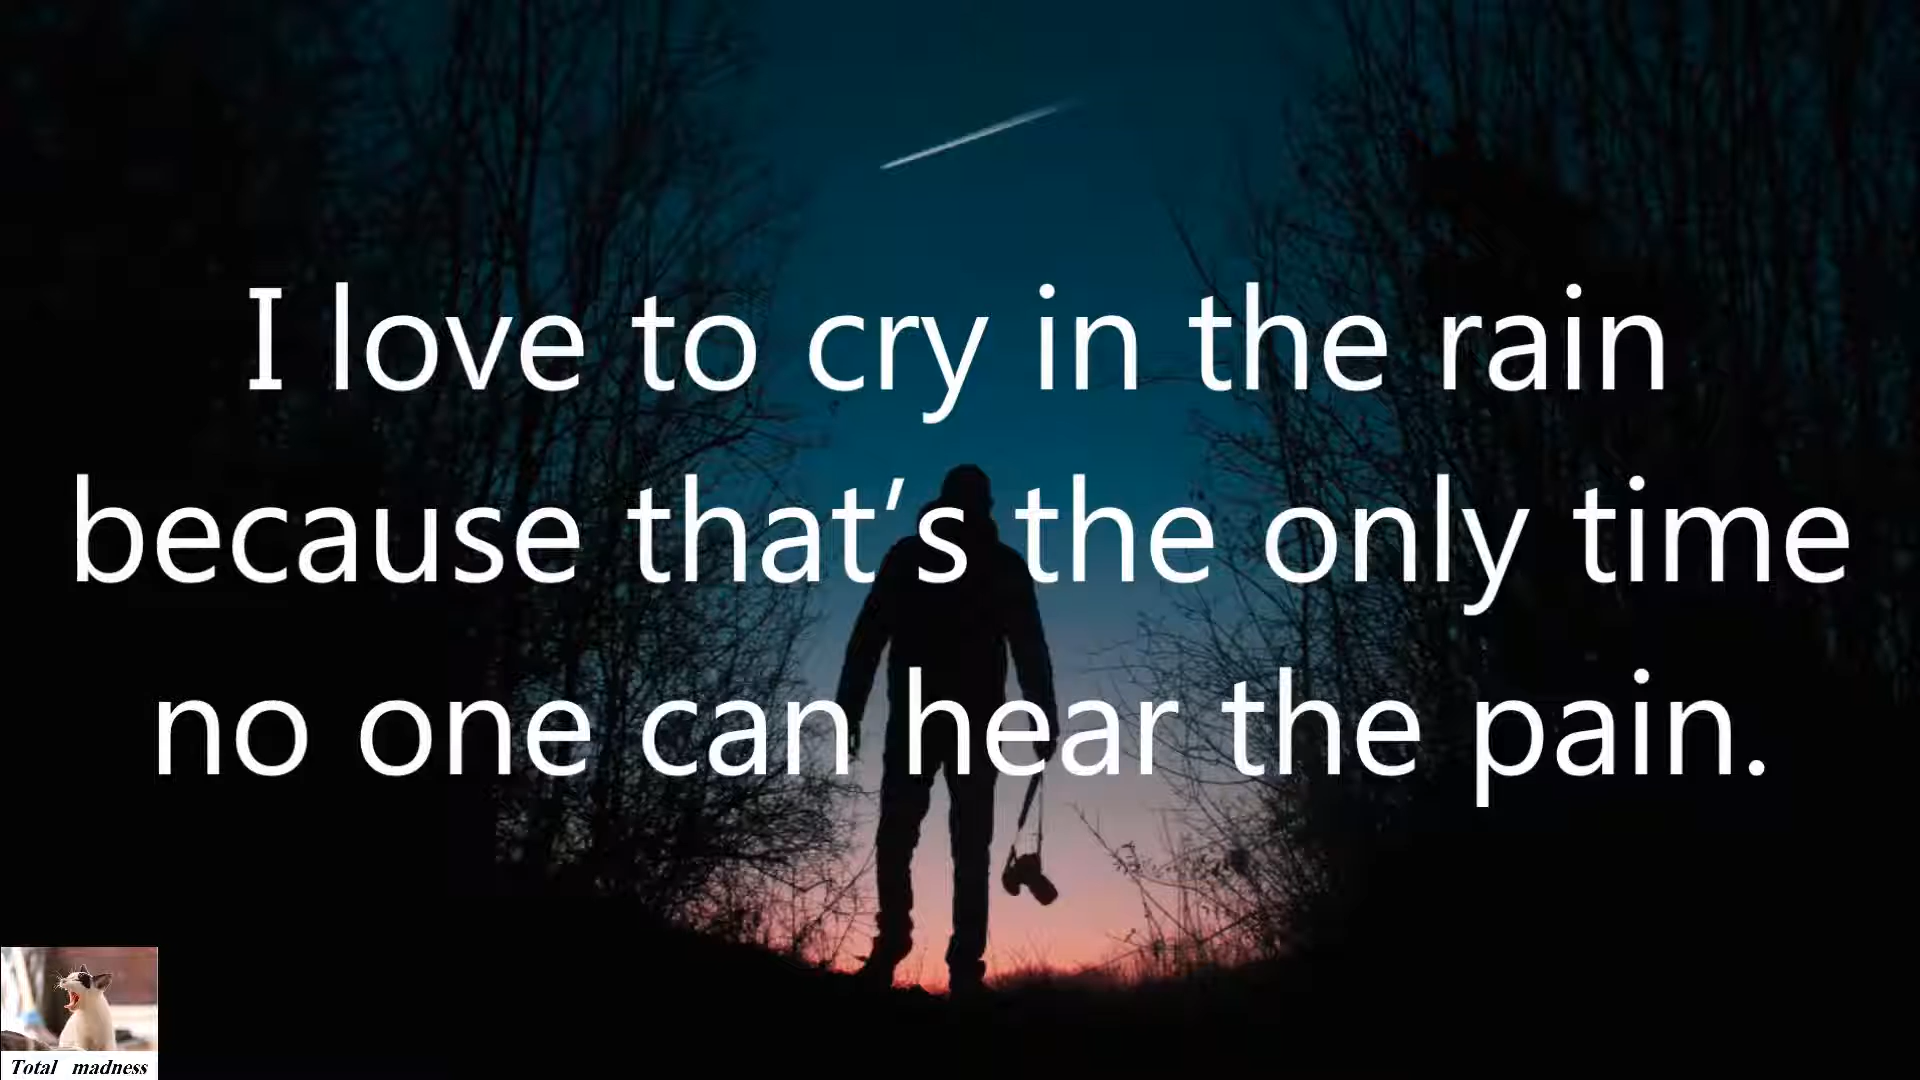 I love to cry in the rain
because that's the only time
no one can hear the pain.
Total madness